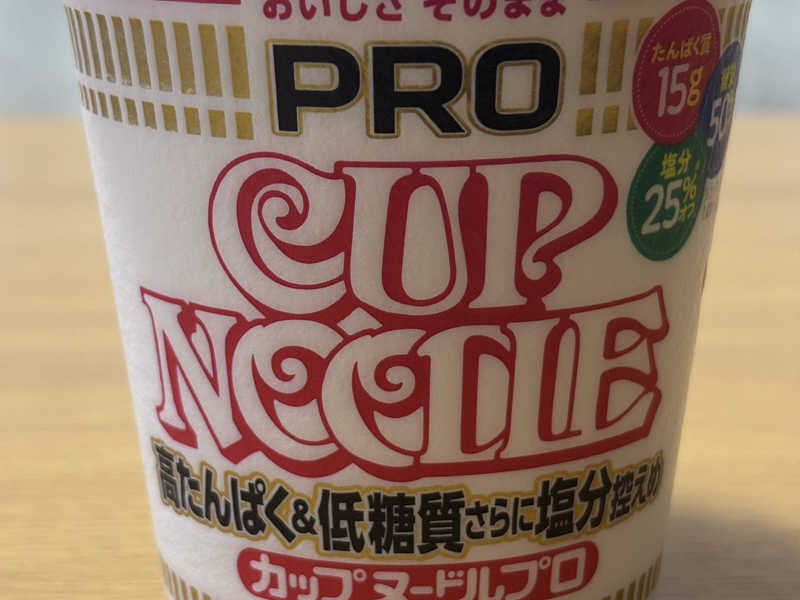 おいしさ そのまま
PRO
たんぱく質
15g
塩分
25%オフ
CUP
NOODLE
高たんぱく&低糖質さらに塩分控えめ
カップヌードルプロ